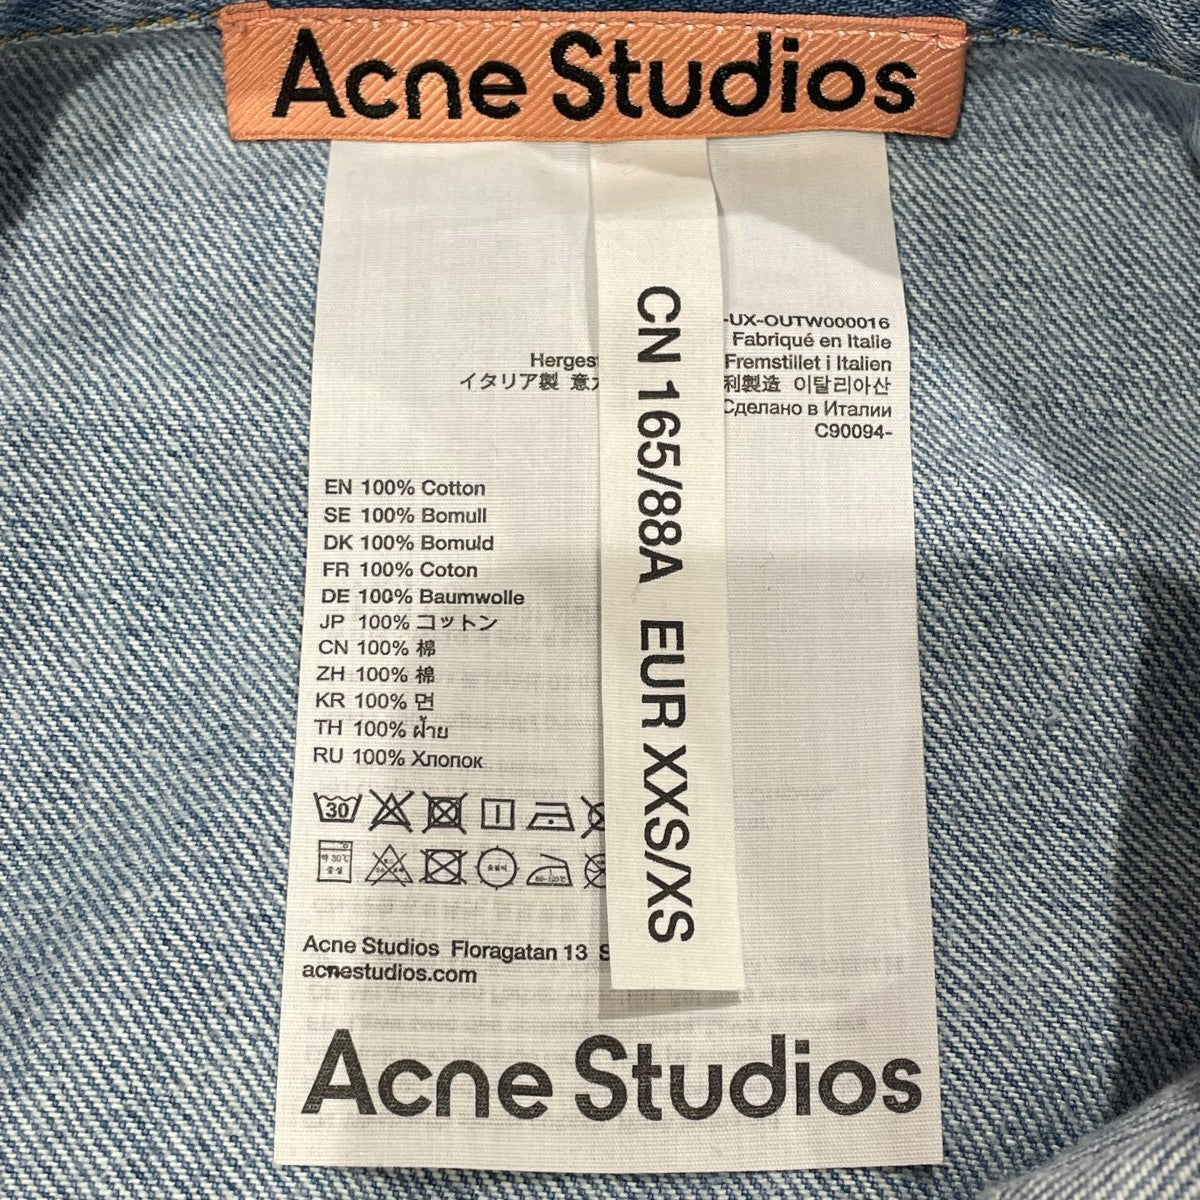 Acne Studios
-UX-OUTW000016
Fabriqué en Italie
Fremstillet i Italien
イタリア製 利製造 이탈리아산
Сделано в Италии
C90094-
CN 165/88A EUR XXS/XS
EN 100% Cotton
SE 100% Bomull
DK 100% Bomuld
FR 100% Coton
DE 100% Baumwolle
JP 100% コットン
CN 100% 棉
ZH 100% 棉
KR 100% 면
TH 100% ฝ้าย
RU 100% Хлопок
30
Acne Studios Floragatan 13
acnestudios.com
Acne Studios